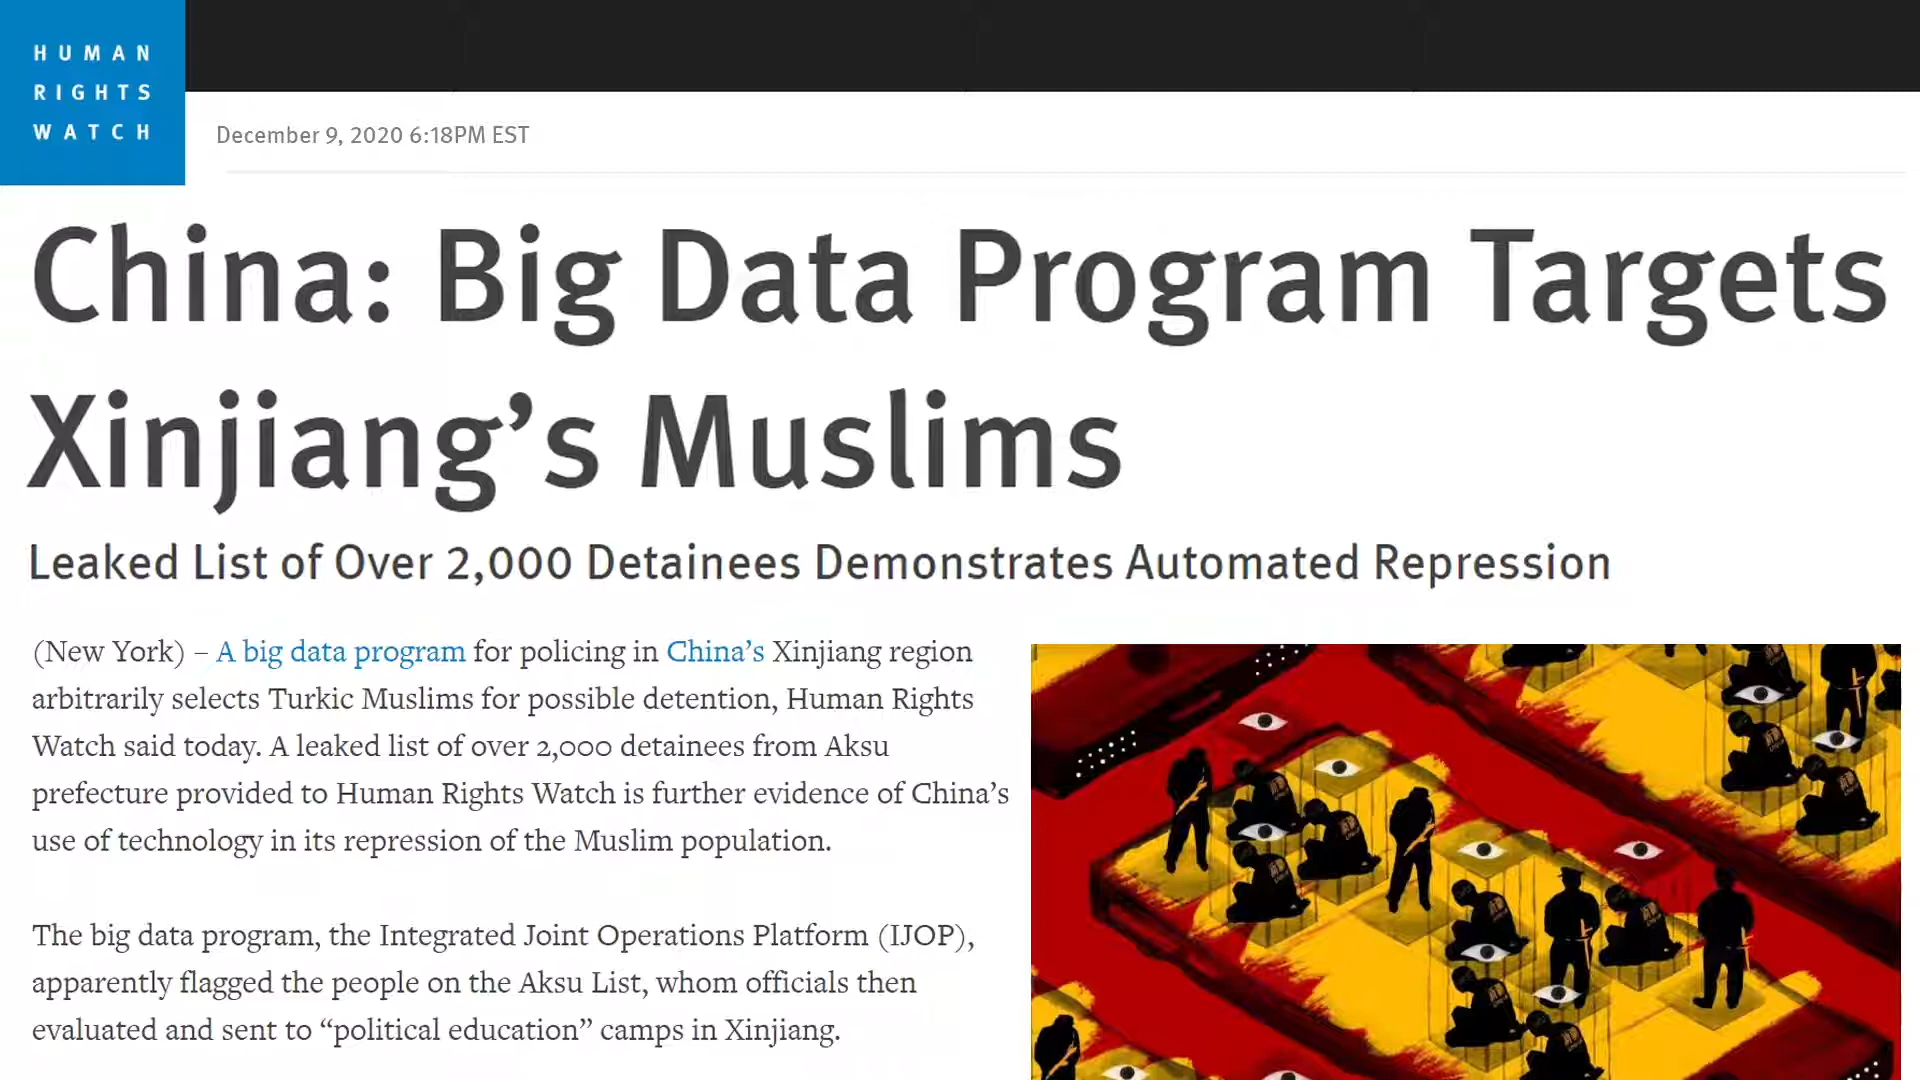 HUMAN
RIGHTS
WATCH
December 9, 2020 6:18PM EST
China: Big Data Program Targets
Xinjiang’s Muslims
Leaked List of Over 2,000 Detainees Demonstrates Automated Repression
(New York) – A big data program for policing in China’s Xinjiang region
arbitrarily selects Turkic Muslims for possible detention, Human Rights
Watch said today. A leaked list of over 2,000 detainees from Aksu
prefecture provided to Human Rights Watch is further evidence of China’s
use of technology in its repression of the Muslim population.
The big data program, the Integrated Joint Operations Platform (IJOP),
apparently flagged the people on the Aksu List, whom officials then
evaluated and sent to “political education” camps in Xinjiang.